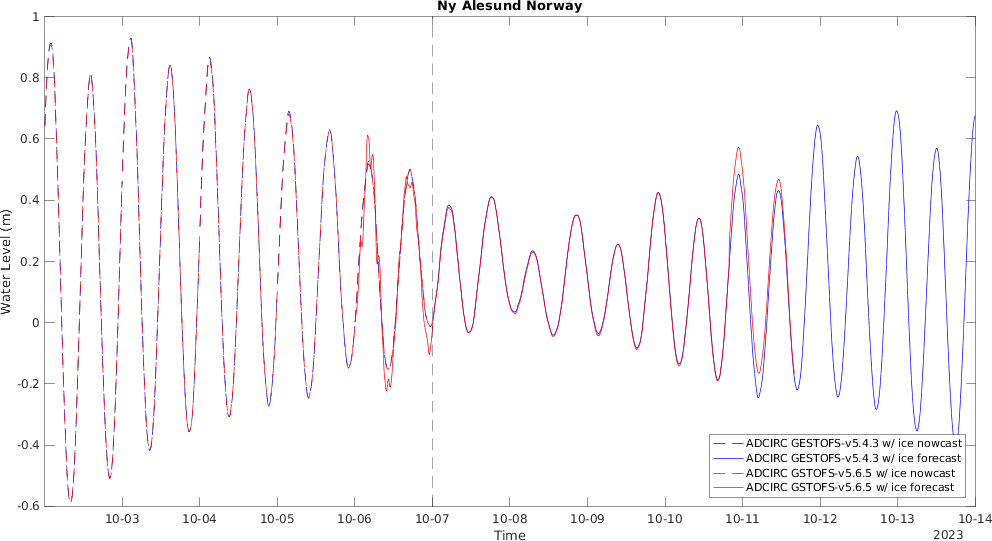 Ny Alesund Norway
1
0.8
0.6
0.4
0.2
0
-0.2
-0.4
-0.6
Water Level (m)
10-03 10-04 10-05 10-06 10-07 10-08 10-09 10-10 10-11 10-12 10-13 10-14
Time
2023
ADCIRC GESTOFS-v5.4.3 w/ ice nowcast
ADCIRC GESTOFS-v5.4.3 w/ ice forecast
ADCIRC GSTOFS-v5.6.5 w/ ice nowcast
ADCIRC GSTOFS-v5.6.5 w/ ice forecast